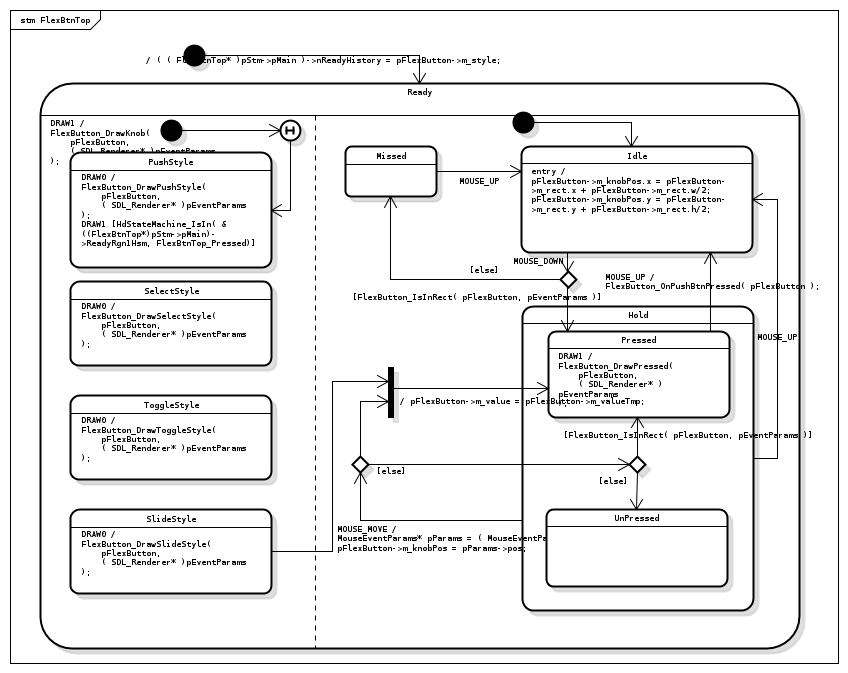 stm FlexBtnTop
/ ( ( FlexBtnTop* )pStm->pMain )->nReadyHistory = pFlexButton->m_style;
Ready
DRAW1 /
FlexButton_DrawKnob(
pFlexButton,
( SDL_Renderer* )pEventParams
);
PushStyle
DRAW0 /
FlexButton_DrawPushStyle(
pFlexButton,
( SDL_Renderer* )pEventParams
);
DRAW1 [HdStateMachine_IsIn( &
((FlexBtnTop*)pStm->pMain)-
>ReadyRgn1Hsm, FlexBtnTop_Pressed)]
SelectStyle
DRAW0 /
FlexButton_DrawSelectStyle(
pFlexButton,
( SDL_Renderer* )pEventParams
);
ToggleStyle
DRAW0 /
FlexButton_DrawToggleStyle(
pFlexButton,
( SDL_Renderer* )pEventParams
);
SlideStyle
DRAW0 /
FlexButton_DrawSlideStyle(
pFlexButton,
( SDL_Renderer* )pEventParams
);
H
Missed
MOUSE_UP
Idle
entry /
pFlexButton->m_knobPos.x = pFlexButton-
>m_rect.x + pFlexButton->m_rect.w/2;
pFlexButton->m_knobPos.y = pFlexButton-
>m_rect.y + pFlexButton->m_rect.h/2;
MOUSE_DOWN
[else]
MOUSE_UP /
FlexButton_OnPushBtnPressed( pFlexButton );
[FlexButton_IsInRect( pFlexButton, pEventParams )]
Hold
MOUSE_UP
Pressed
DRAW1 /
FlexButton_DrawPressed(
pFlexButton,
( SDL_Renderer* )
pEventParams
);
/ pFlexButton->m_value = pFlexButton->m_valueTmp;
[FlexButton_IsInRect( pFlexButton, pEventParams )]
[else]
[else]
UnPressed
MOUSE_MOVE /
MouseEventParams* pParams = ( MouseEventPa
pFlexButton->m_knobPos = pParams->pos;